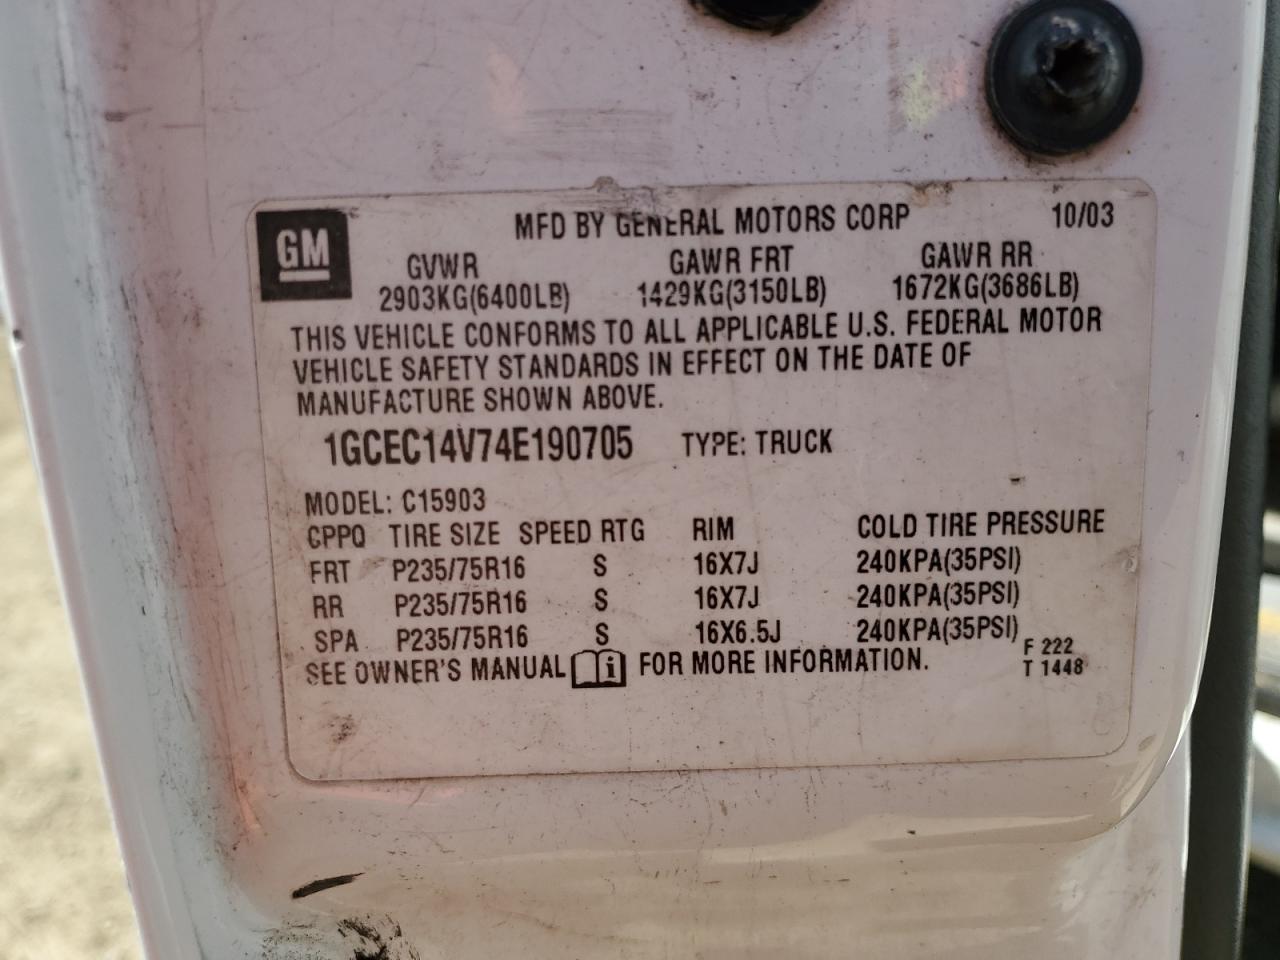 GM
MFD BY GENERAL MOTORS CORP 10/03
GVWR GAWR FRT GAWR RR
2903KG(6400LB) 1429KG(3150LB) 1672KG(3686LB)
THIS VEHICLE CONFORMS TO ALL APPLICABLE U.S. FEDERAL MOTOR
VEHICLE SAFETY STANDARDS IN EFFECT ON THE DATE OF
MANUFACTURE SHOWN ABOVE.
1GCEC14V74E190705 TYPE: TRUCK
MODEL: C15903
CPPQ TIRE SIZE SPEED RTG RIM COLD TIRE PRESSURE
FRT P235/75R16 S 16X7J 240KPA(35PSI)
RR P235/75R16 S 16X7J 240KPA(35PSI)
SPA P235/75R16 S 16X6.5J 240KPA(35PSI)
SEE OWNER'S MANUAL i FOR MORE INFORMATION.
F 222
T 1448